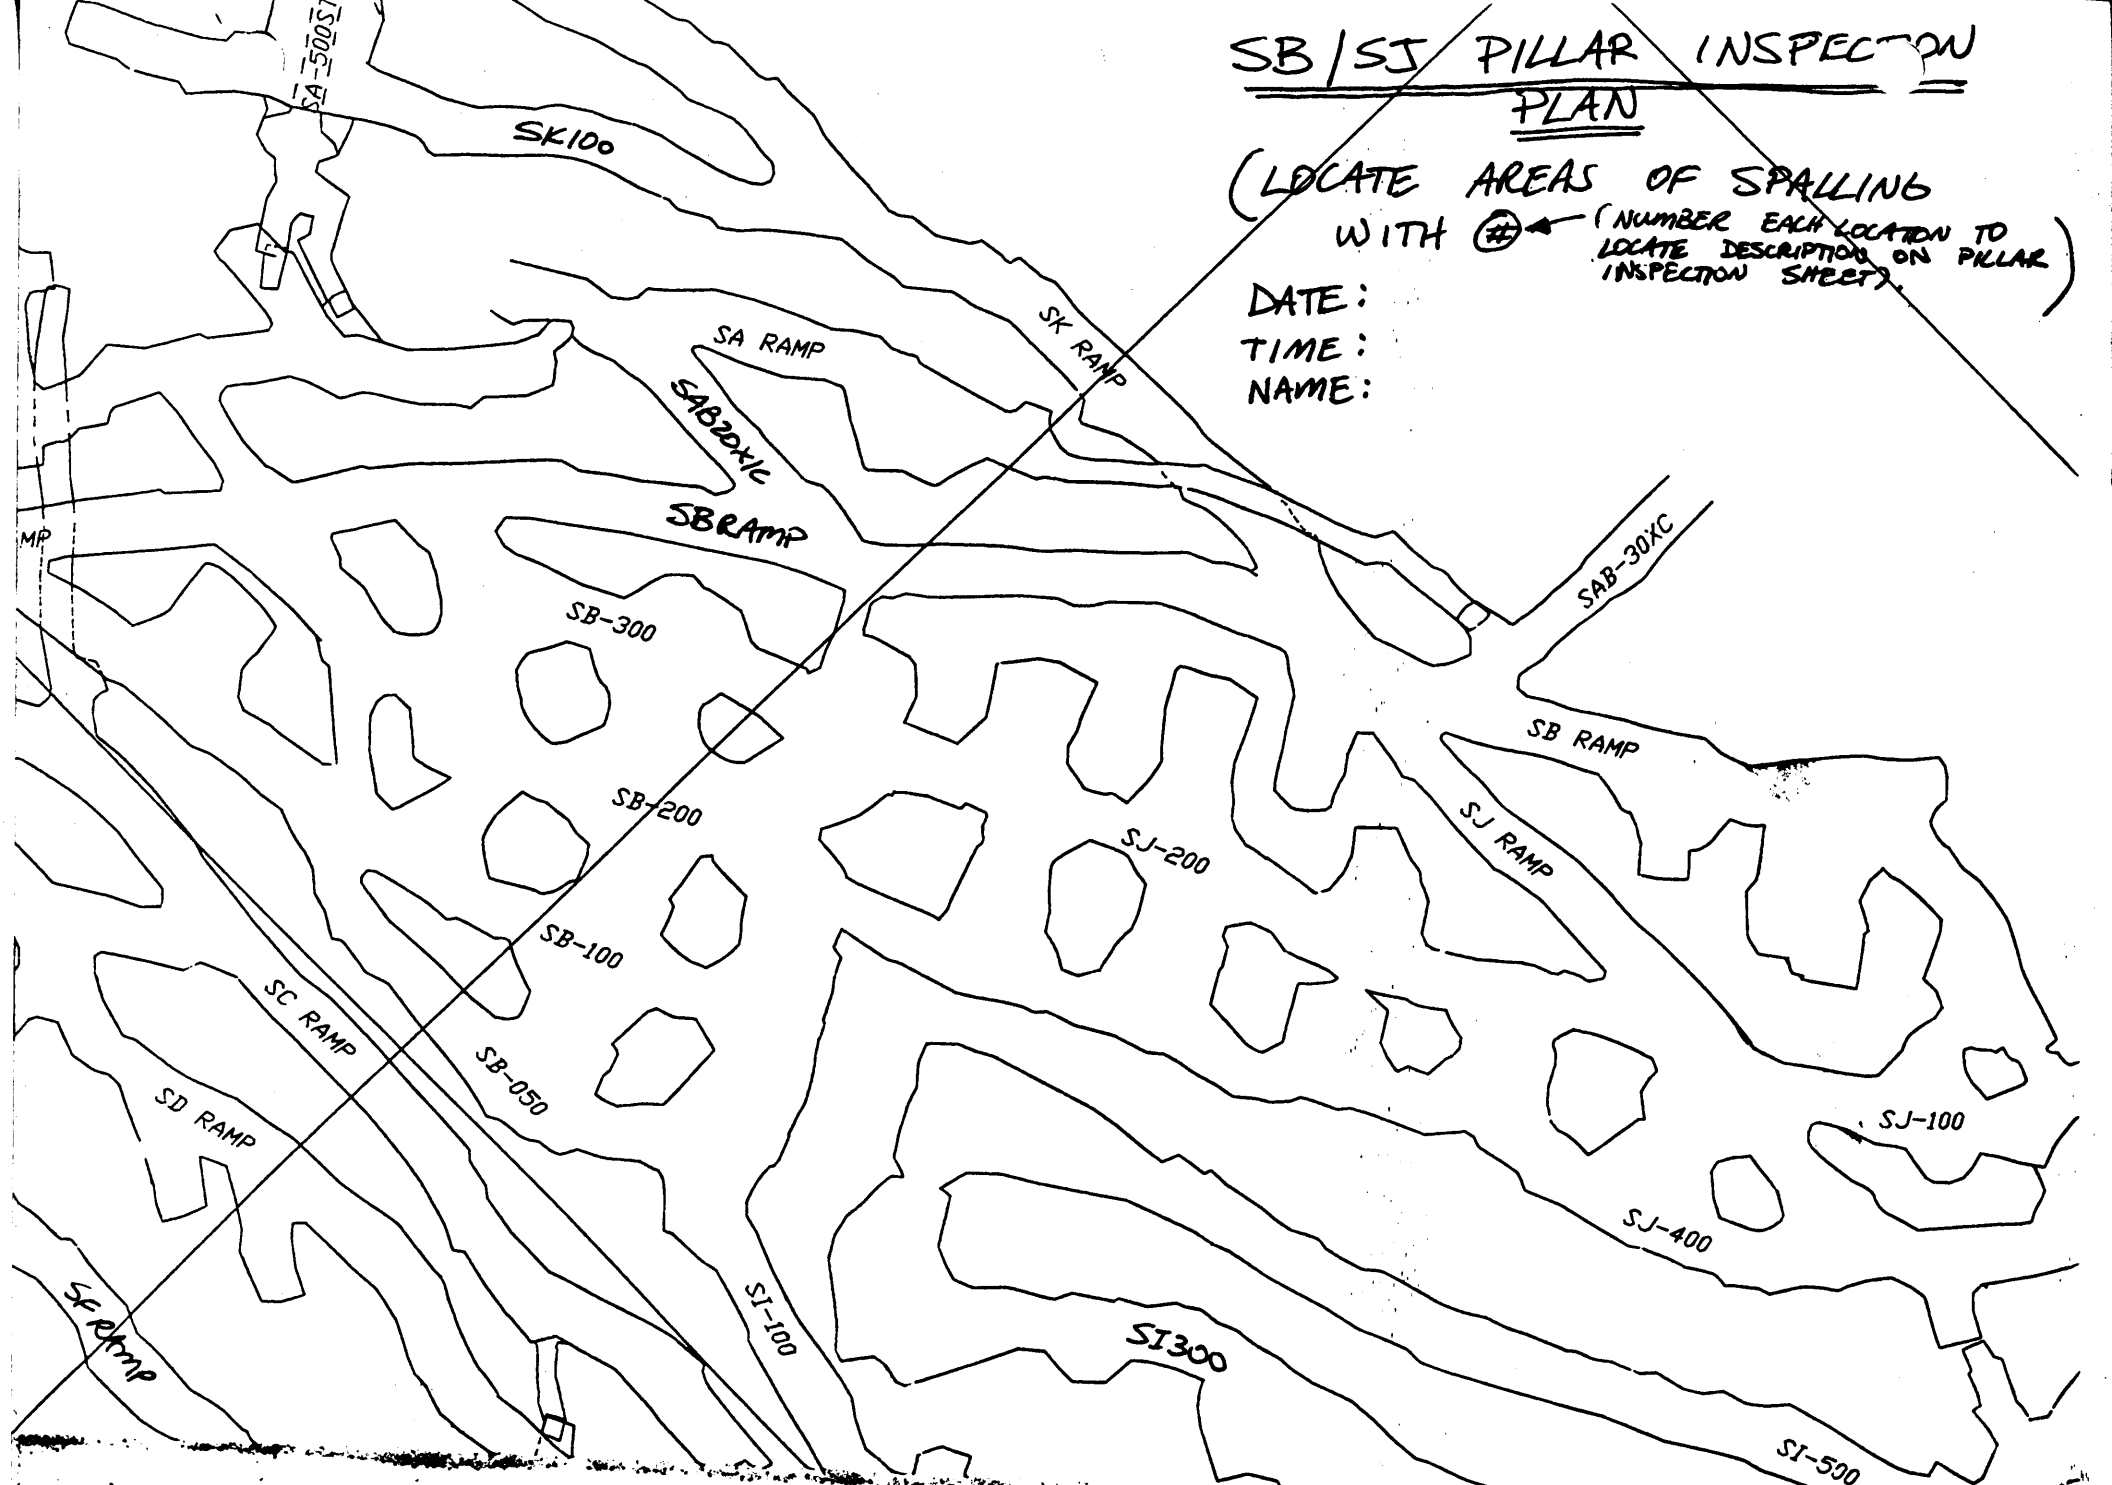 SB/SJ PILLAR INSPECTON
PLAN
(LOCATE AREAS OF SPALLING
WITH # (NUMBER EACH LOCATION TO
LOCATE DESCRIPTION ON PILLAR
INSPECTION SHEET).)
DATE:
TIME:
NAME:
SA-500ST
SK100
SK RAMP
SA RAMP
SAB20X1C
SBRAMP
MP
SAB-30XC
SB-300
SB RAMP
SB-200
SJ-200
SJ RAMP
SB-100
SC RAMP
SB-050
SD RAMP
SJ-100
SJ-400
SF RAMP
SI-100
SI300
SI-500